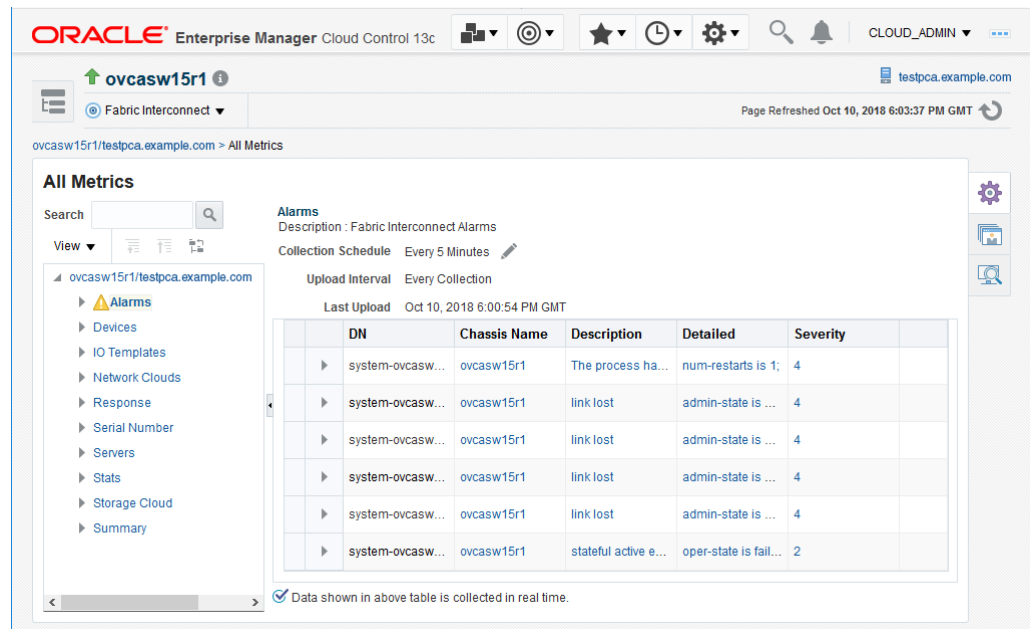 ORACLE Enterprise Manager Cloud Control 13c CLOUD_ADMIN
ovcasw15r1 testpca.example.com
Fabric Interconnect Page Refreshed Oct 10, 2018 6:03:37 PM GMT
ovcasw15r1/testpca.example.com > All Metrics
All Metrics
Search
View
ovcasw15r1/testpca.example.com
Alarms
Devices
IO Templates
Network Clouds
Response
Serial Number
Servers
Stats
Storage Cloud
Summary
Alarms
Description : Fabric Interconnect Alarms
Collection Schedule Every 5 Minutes
Upload Interval Every Collection
Last Upload Oct 10, 2018 6:00:54 PM GMT
DN Chassis Name Description Detailed Severity
system-ovcasw... ovcasw15r1 The process ha... num-restarts is 1; 4
system-ovcasw... ovcasw15r1 link lost admin-state is ... 4
system-ovcasw... ovcasw15r1 link lost admin-state is ... 4
system-ovcasw... ovcasw15r1 link lost admin-state is ... 4
system-ovcasw... ovcasw15r1 link lost admin-state is ... 4
system-ovcasw... ovcasw15r1 stateful active e... oper-state is fail... 2
Data shown in above table is collected in real time.